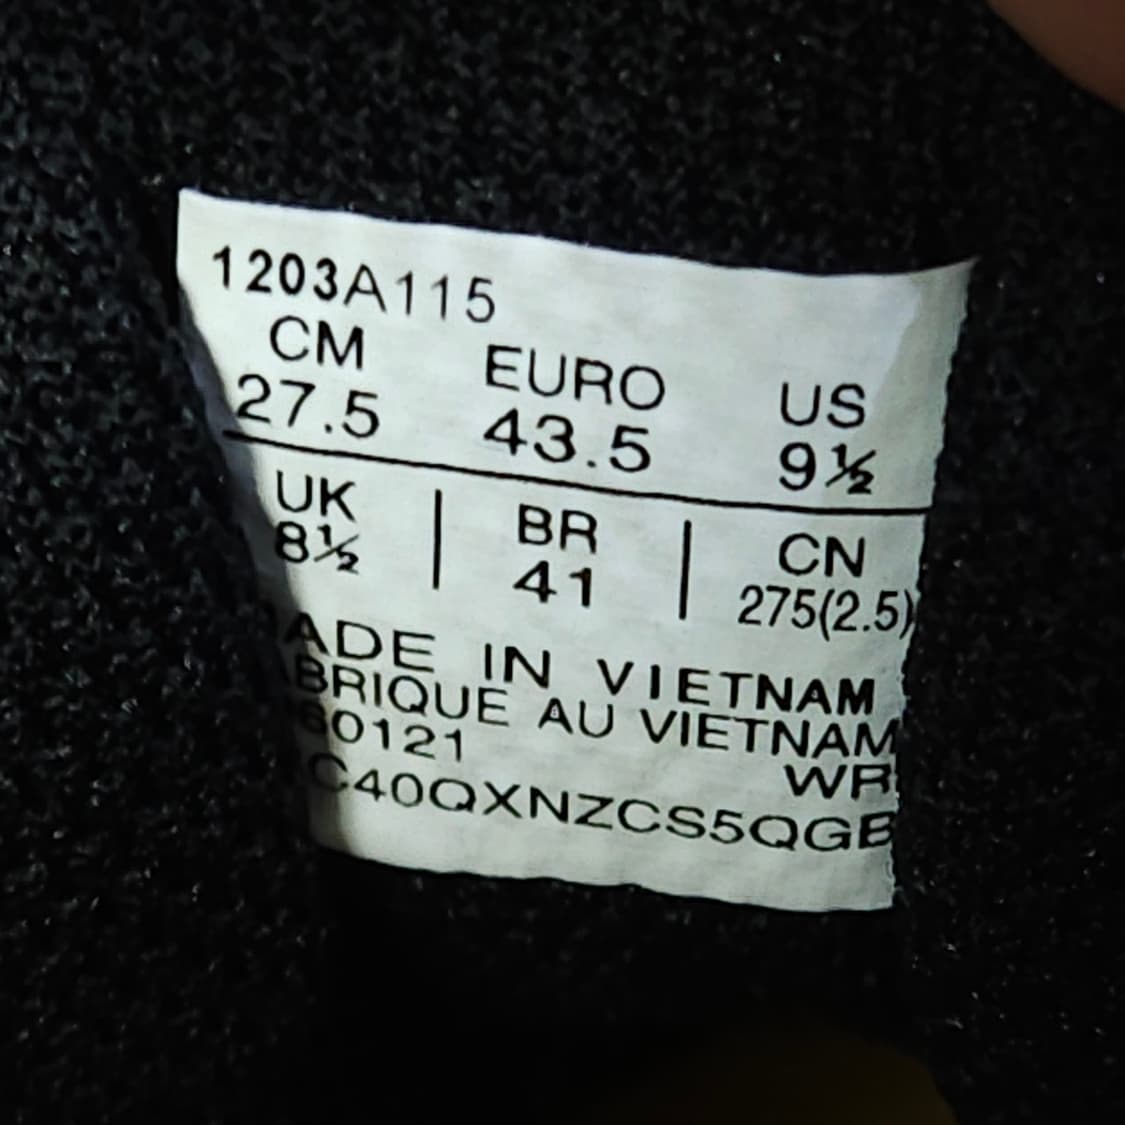 1203A115
CM EURO US
27.5 43.5 9½
UK | BR | CN
8½ 41 275(2.5)
ADE IN VIETNAM
BRIQUE AU VIETNAM
0121 WR
C40QXNZCS5QGB